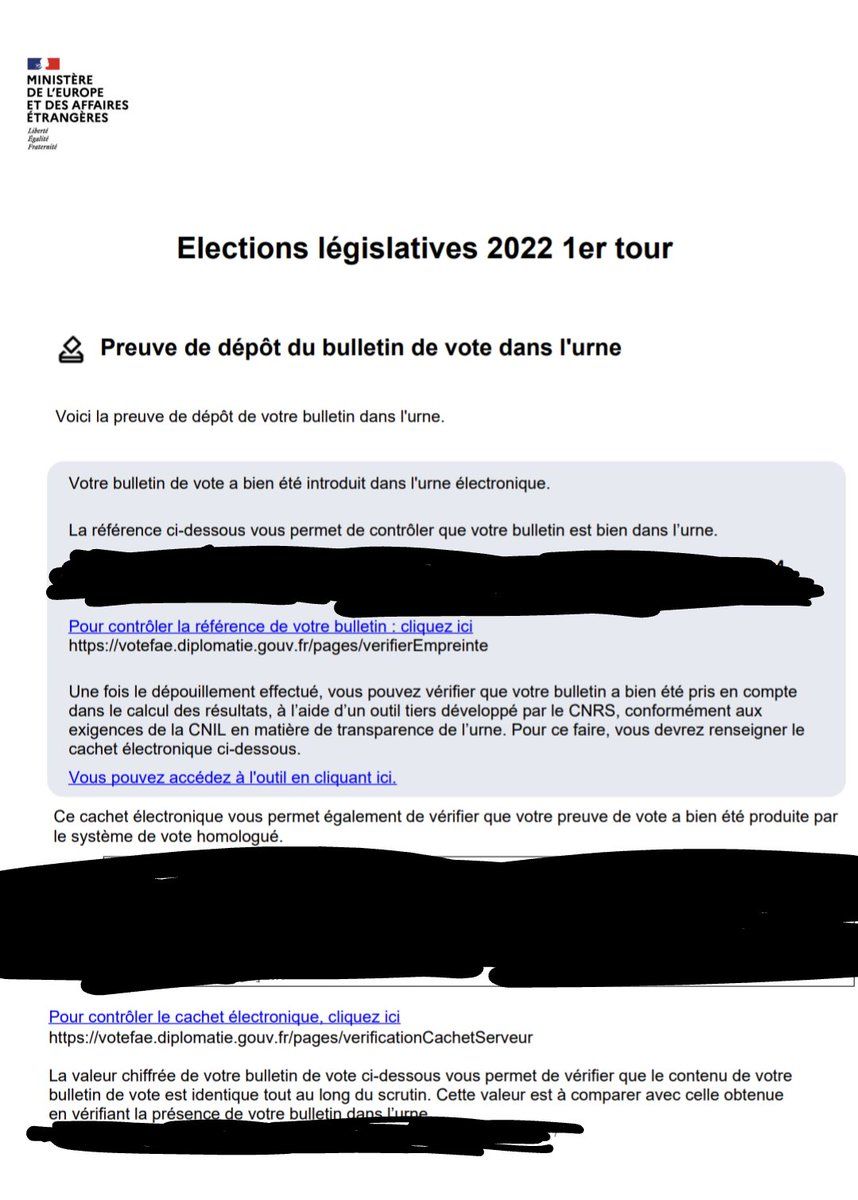 MINISTÈRE
DE L'EUROPE
ET DES AFFAIRES
ÉTRANGÈRES
Liberté
Égalité
Fraternité
Elections législatives 2022 1er tour
Preuve de dépôt du bulletin de vote dans l'urne
Voici la preuve de dépôt de votre bulletin dans l'urne.
Votre bulletin de vote a bien été introduit dans l'urne électronique.
La référence ci-dessous vous permet de contrôler que votre bulletin est bien dans l'urne.
Pour contrôler la référence de votre bulletin : cliquez ici
https://votefae.diplomatie.gouv.fr/pages/verifierEmpreinte
Une fois le dépouillement effectué, vous pouvez vérifier que votre bulletin a bien été pris en compte
dans le calcul des résultats, à l'aide d'un outil tiers développé par le CNRS, conformément aux
exigences de la CNIL en matière de transparence de l'urne. Pour ce faire, vous devrez renseigner le
cachet électronique ci-dessous.
Vous pouvez accédez à l'outil en cliquant ici.
Ce cachet électronique vous permet également de vérifier que votre preuve de vote a bien été produite par
le système de vote homologué.
Pour contrôler le cachet électronique, cliquez ici
https://votefae.diplomatie.gouv.fr/pages/verificationCachetServeur
La valeur chiffrée de votre bulletin de vote ci-dessous vous permet de vérifier que le contenu de votre
bulletin de vote est identique tout au long du scrutin. Cette valeur est à comparer avec celle obtenue
en vérifiant la présence de votre bulletin dans l'urne